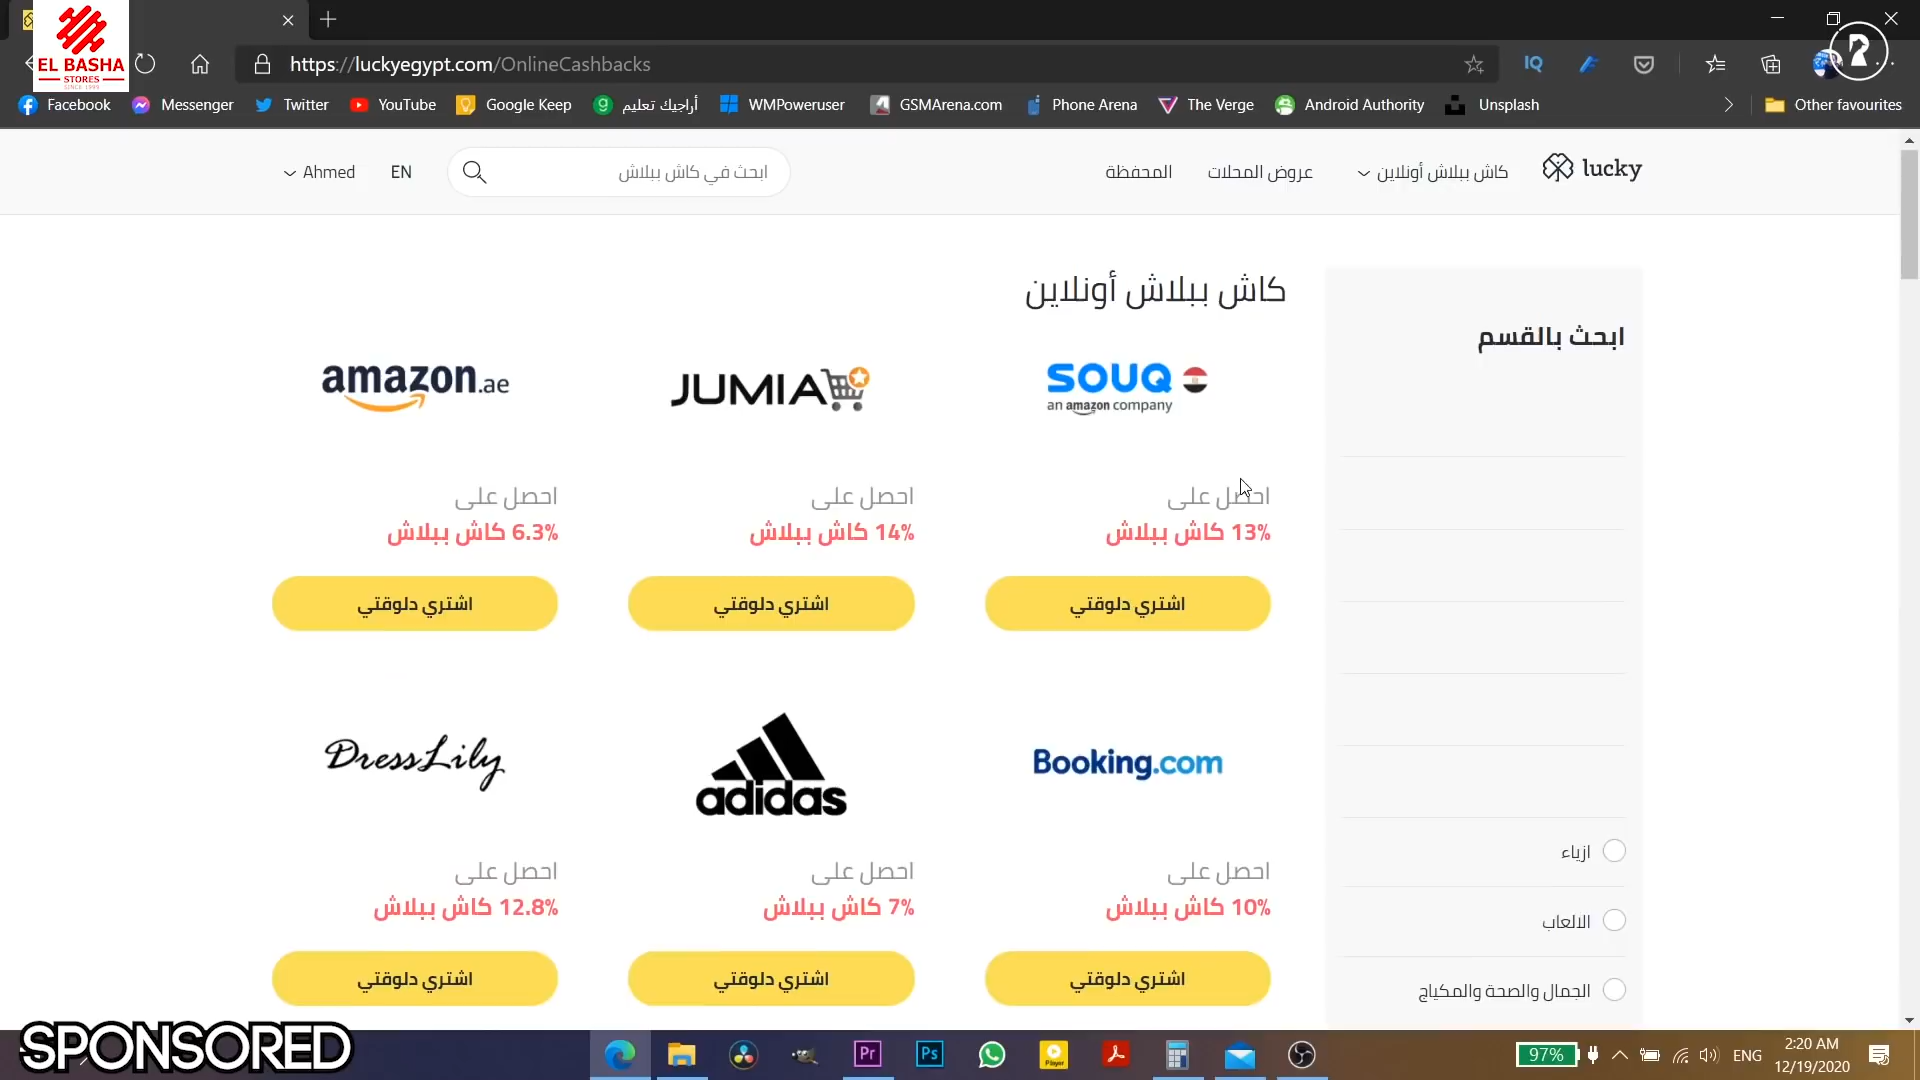 EL BASHA
STORES
SINCE 1999
https://luckyegypt.com/OnlineCashbacks
IQ
Facebook
Messenger
Twitter
YouTube
Google Keep
أراجيك تعليم
WMPoweruser
GSMArena.com
Phone Arena
The Verge
Android Authority
Unsplash
Other favourites
lucky
كاش ببلاش أونلاين
عروض المحلات
المحفظة
ابحث في كاش ببلاش
EN
Ahmed
كاش ببلاش أونلاين
ابحث بالقسم
SOUQ
an amazon company
JUMIA
amazon.ae
احصل على
13% كاش ببلاش
اشتري دلوقتي
احصل على
14% كاش ببلاش
اشتري دلوقتي
احصل على
6.3% كاش ببلاش
اشتري دلوقتي
Booking.com
adidas
DressLily
احصل على
10% كاش ببلاش
اشتري دلوقتي
احصل على
7% كاش ببلاش
اشتري دلوقتي
احصل على
12.8% كاش ببلاش
اشتري دلوقتي
ازياء
الالعاب
الجمال والصحة والمكياج
SPONSORED
Pr
Ps
Player
97%
ENG
2:20 AM
12/19/2020